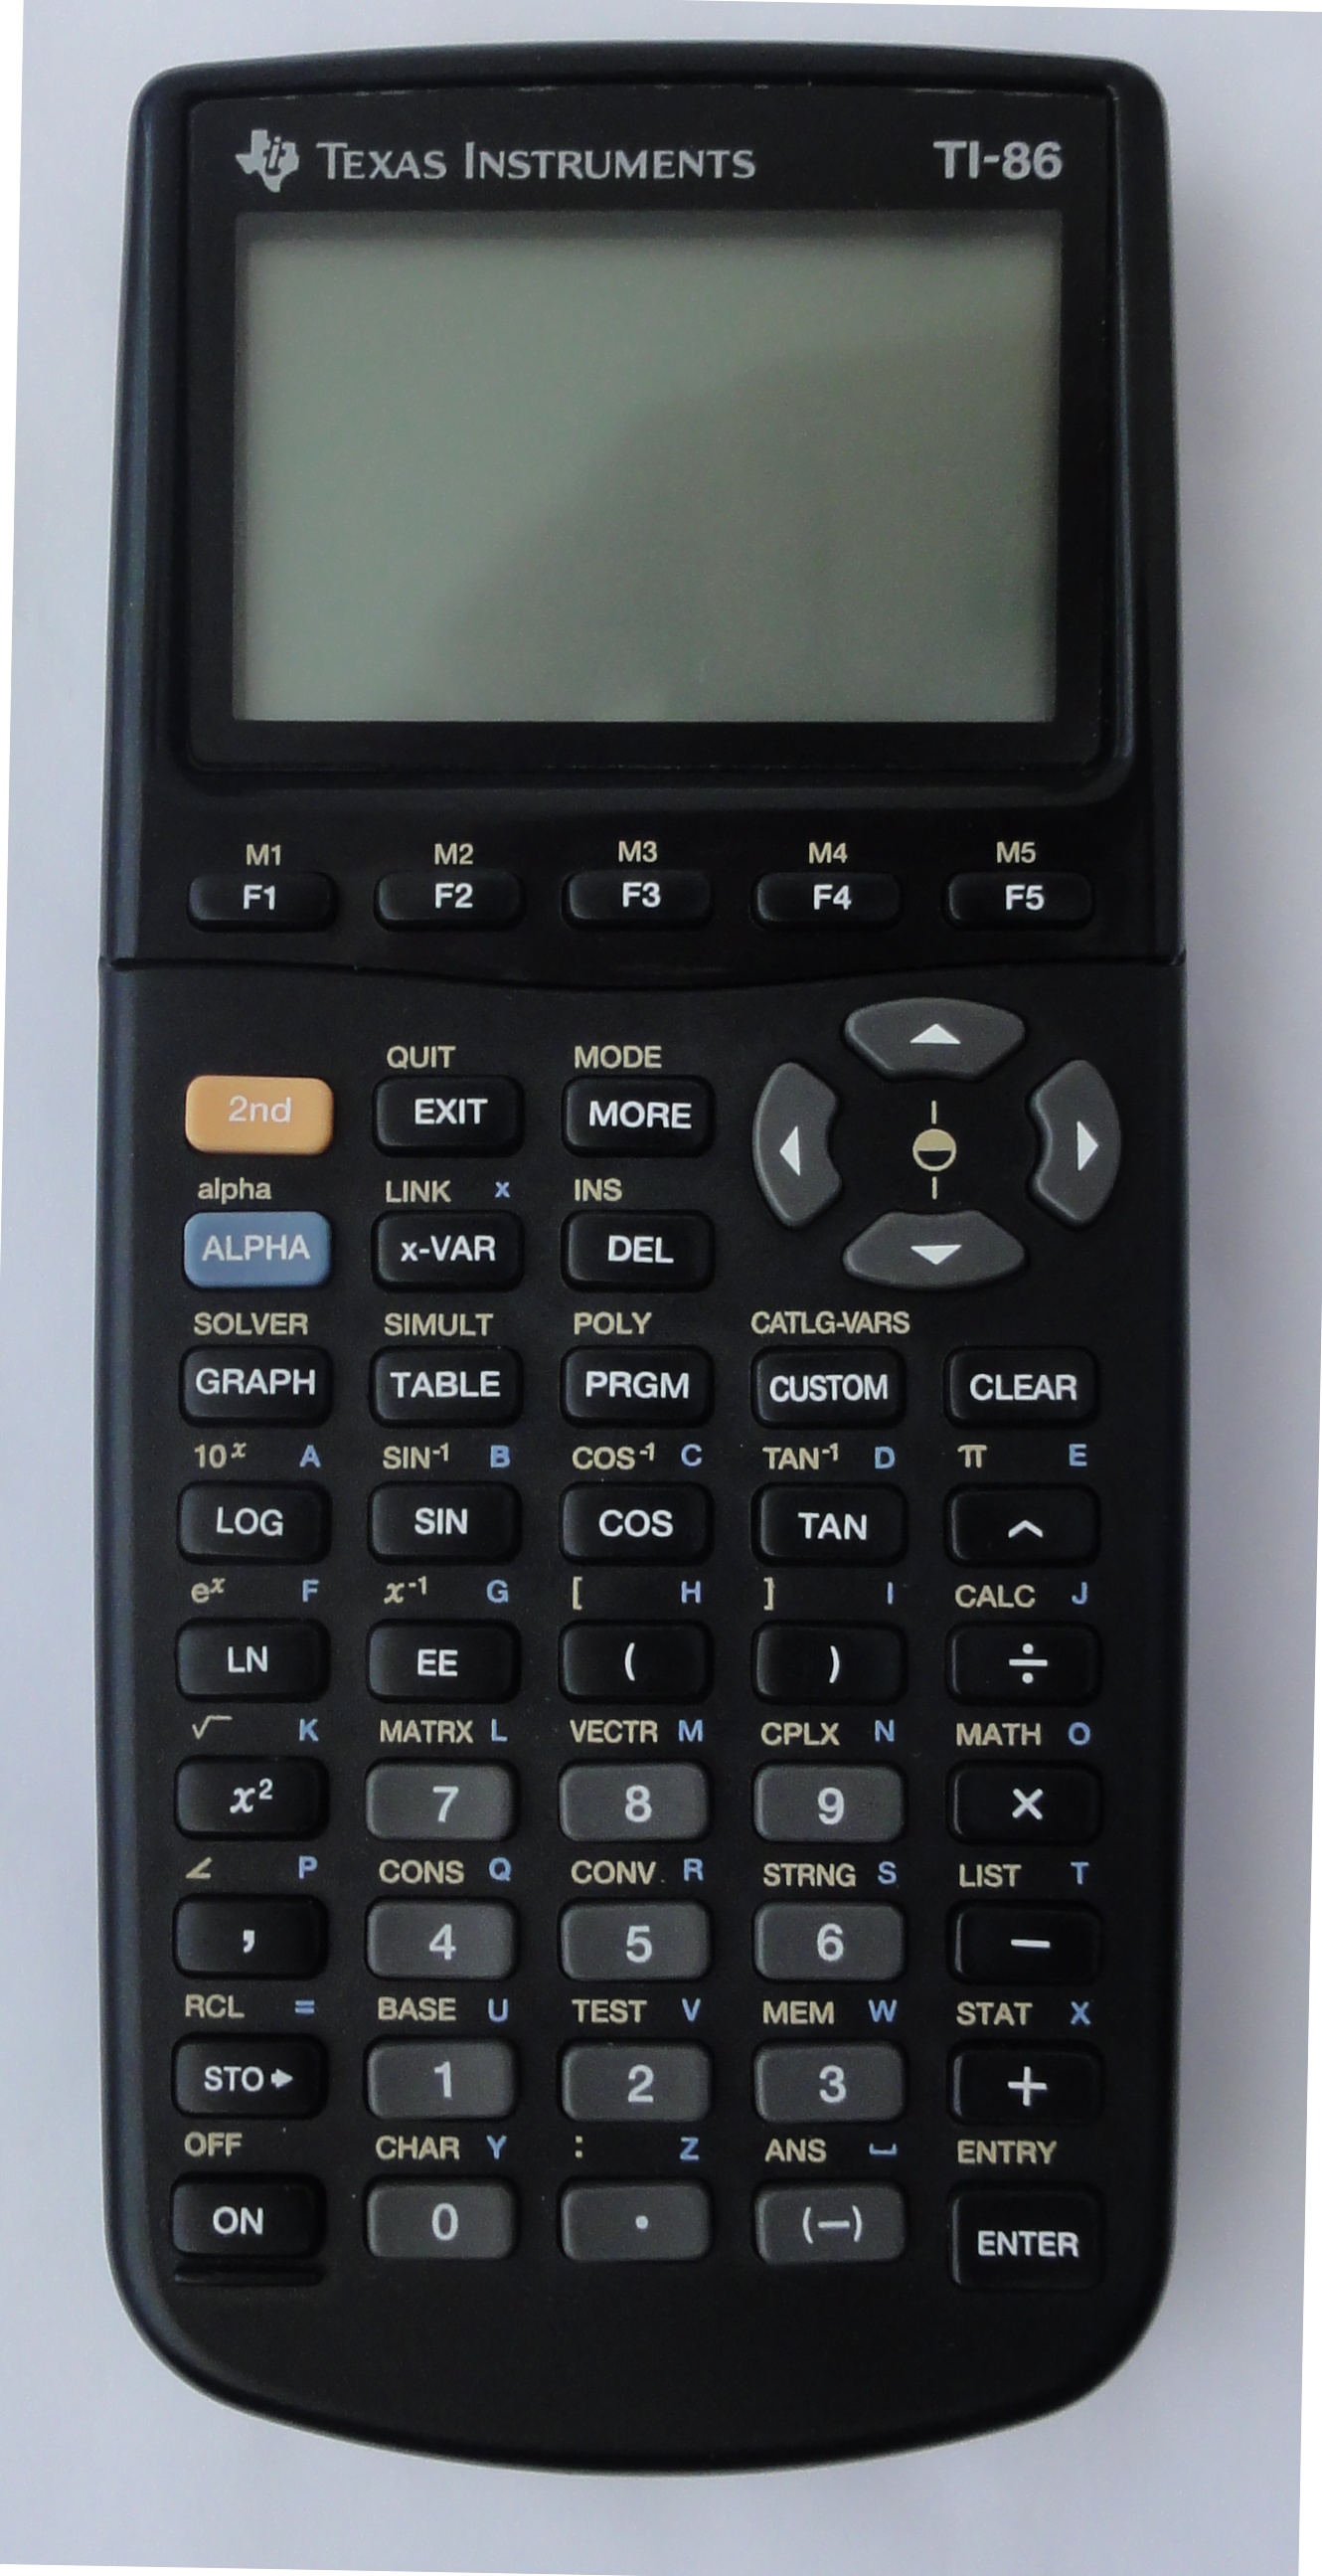 TEXAS INSTRUMENTS TI-86
M1 M2 M3 M4 M5
F1 F2 F3 F4 F5
QUIT MODE
2nd EXIT MORE
alpha LINK x INS
ALPHA x-VAR DEL
SOLVER SIMULT POLY CATLG-VARS
GRAPH TABLE PRGM CUSTOM CLEAR
10ˣ A SIN⁻¹ B COS⁻¹ C TAN⁻¹ D π E
LOG SIN COS TAN ^
eˣ F x⁻¹ G [ H ] I CALC J
LN EE ( ) ÷
√ K MATRX L VECTR M CPLX N MATH O
x² 7 8 9 ×
∠ P CONS Q CONV R STRNG S LIST T
, 4 5 6 −
RCL = BASE U TEST V MEM W STAT X
STO▸ 1 2 3 +
OFF CHAR Y : Z ANS ⎵ ENTRY
ON 0 . (−) ENTER